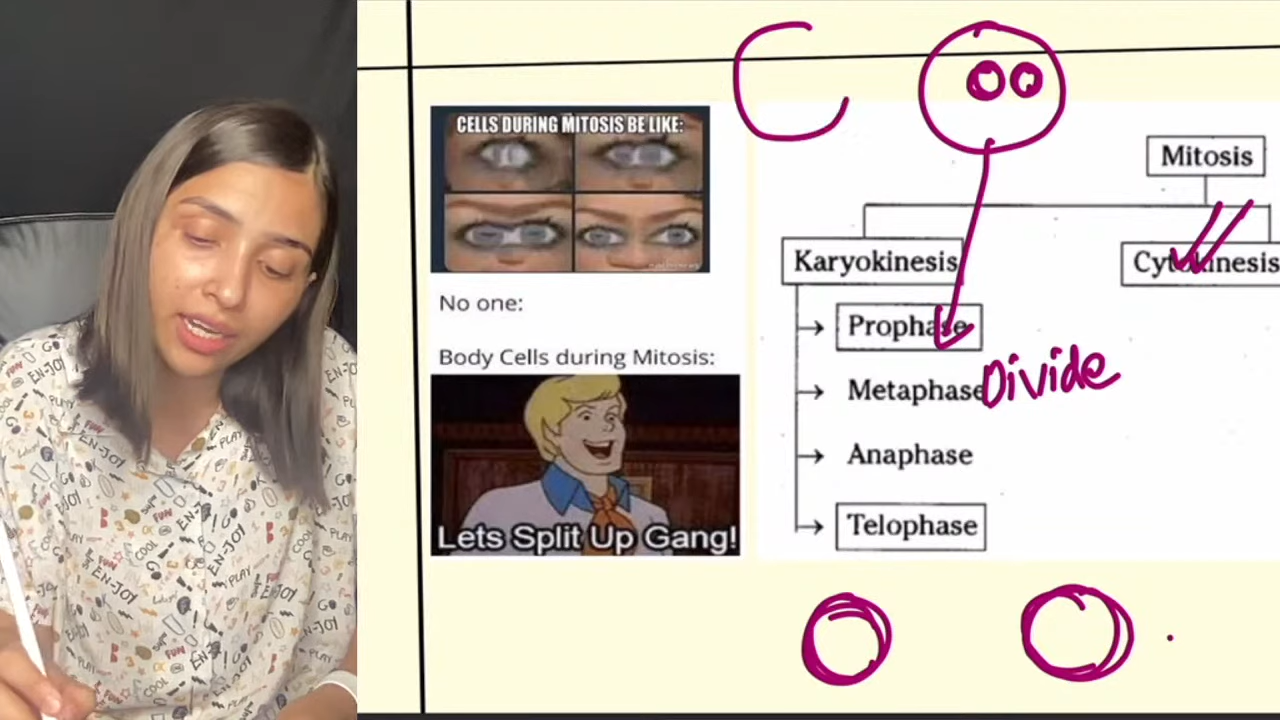 CELLS DURING MITOSIS BE LIKE:
No one:
Body Cells during Mitosis:
Lets Split Up Gang!
Mitosis
Karyokinesis
Cytokinesis
Prophase
Metaphase
Divide
Anaphase
Telophase